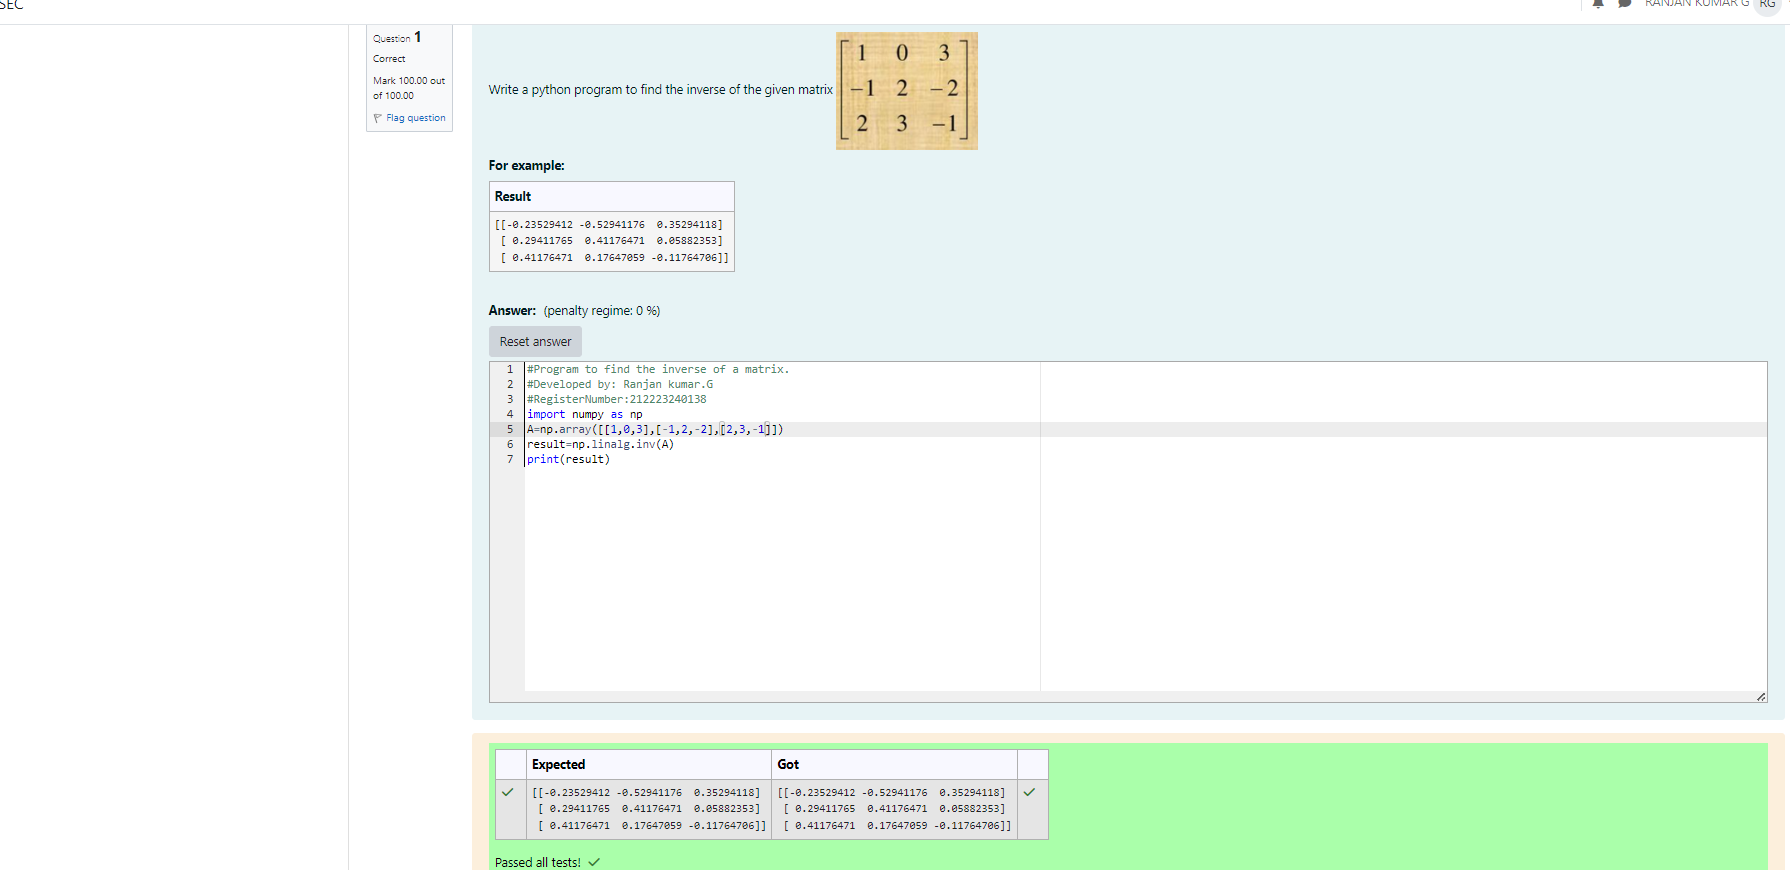 SEC
RANJAN KUMAR G RG
Question 1
Correct
Mark 100.00 out
of 100.00
Flag question
Write a python program to find the inverse of the given matrix
1 0 3
−1 2 −2
2 3 −1
For example:
Result
[[-0.23529412 -0.52941176  0.35294118]
[ 0.29411765  0.41176471  0.05882353]
[ 0.41176471  0.17647059 -0.11764706]]
Answer: (penalty regime: 0 %)
Reset answer
1 #Program to find the inverse of a matrix.
2 #Developed by: Ranjan kumar.G
3 #RegisterNumber:212223240138
4 import numpy as np
5 A=np.array([[1,0,3],[-1,2,-2],[2,3,-1]])
6 result=np.linalg.inv(A)
7 print(result)
Expected Got
[[-0.23529412 -0.52941176  0.35294118] [[-0.23529412 -0.52941176  0.35294118]
[ 0.29411765  0.41176471  0.05882353] [ 0.29411765  0.41176471  0.05882353]
[ 0.41176471  0.17647059 -0.11764706]] [ 0.41176471  0.17647059 -0.11764706]]
Passed all tests!